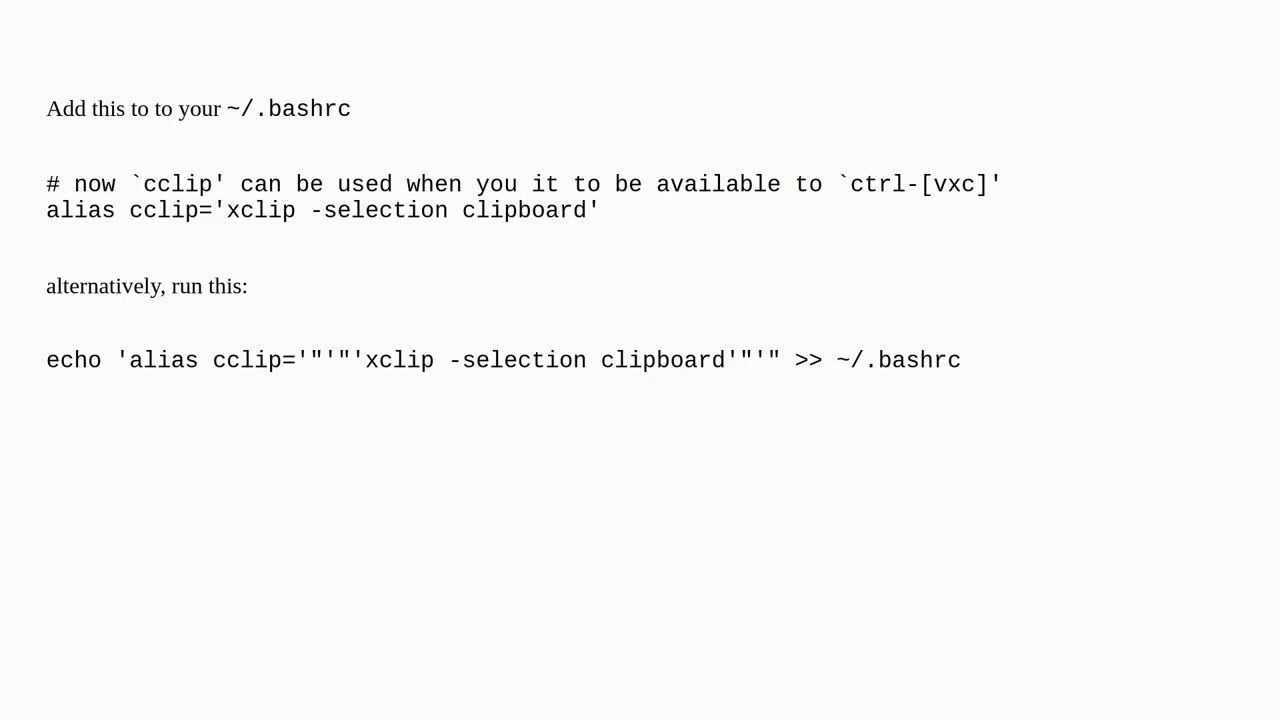 Add this to to your ~/.bashrc
# now `cclip' can be used when you it to be available to `ctrl-[vxc]'
alias cclip='xclip -selection clipboard'
alternatively, run this:
echo 'alias cclip='"'"'xclip -selection clipboard'"'" >> ~/.bashrc